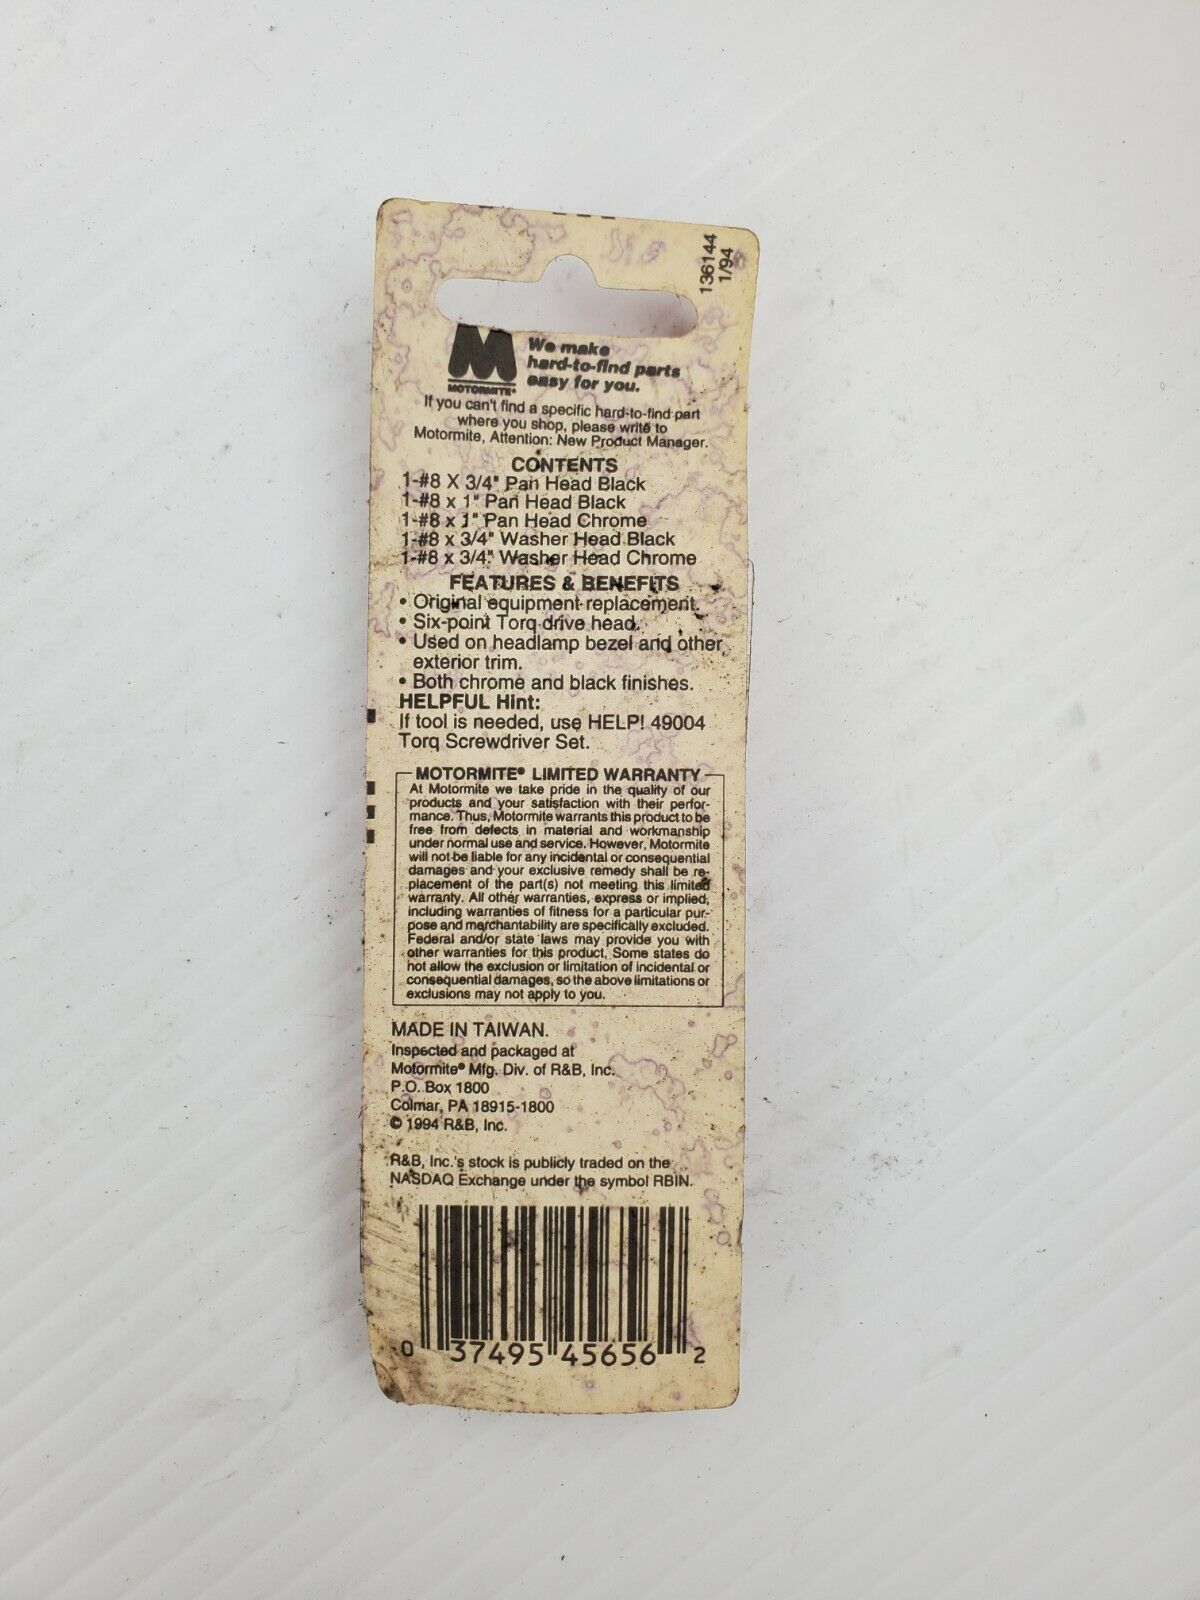 136144
1/94
MOTORMITE®
We make
hard-to-find parts
easy for you.
If you can't find a specific hard-to-find part
where you shop, please write to
Motormite, Attention: New Product Manager.
CONTENTS
1-#8 X 3/4" Pan Head Black
1-#8 x 1" Pan Head Black
1-#8 x 1" Pan Head Chrome
1-#8 x 3/4" Washer Head Black
1-#8 x 3/4" Washer Head Chrome
FEATURES & BENEFITS
• Original equipment replacement.
• Six-point Torq drive head.
• Used on headlamp bezel and other
exterior trim.
• Both chrome and black finishes.
HELPFUL Hint:
If tool is needed, use HELP! 49004
Torq Screwdriver Set.
MOTORMITE® LIMITED WARRANTY
At Motormite we take pride in the quality of our
products and your satisfaction with their perfor-
mance. Thus, Motormite warrants this product to be
free from defects in material and workmanship
under normal use and service. However, Motormite
will not be liable for any incidental or consequential
damages and your exclusive remedy shall be re-
placement of the part(s) not meeting this limited
warranty. All other warranties, express or implied,
including warranties of fitness for a particular pur-
pose and merchantability are specifically excluded.
Federal and/or state laws may provide you with
other warranties for this product. Some states do
not allow the exclusion or limitation of incidental or
consequential damages, so the above limitations or
exclusions may not apply to you.
MADE IN TAIWAN.
Inspected and packaged at
Motormite® Mfg. Div. of R&B, Inc.
P.O. Box 1800
Colmar, PA 18915-1800
© 1994 R&B, Inc.
R&B, Inc.'s stock is publicly traded on the
NASDAQ Exchange under the symbol RBIN.
0 37495 45656 2